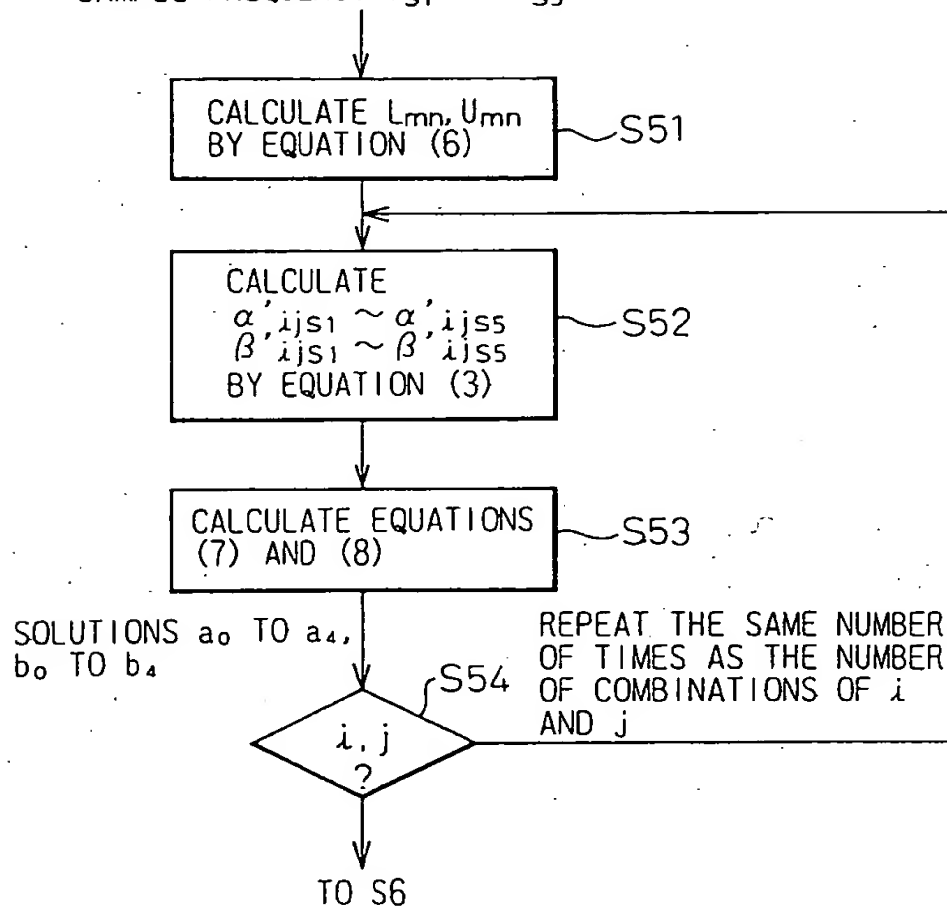 CALCULATE Lmn, Umn
BY EQUATION (6)
S51
CALCULATE
α'ijs1 ~ α'ijs5
β'ijs1 ~ β'ijs5
BY EQUATION (3)
S52
CALCULATE EQUATIONS
(7) AND (8)
S53
SOLUTIONS a0 TO a4,
b0 TO b4
S54
REPEAT THE SAME NUMBER
OF TIMES AS THE NUMBER
OF COMBINATIONS OF i
AND j
i, j
?
TO S6